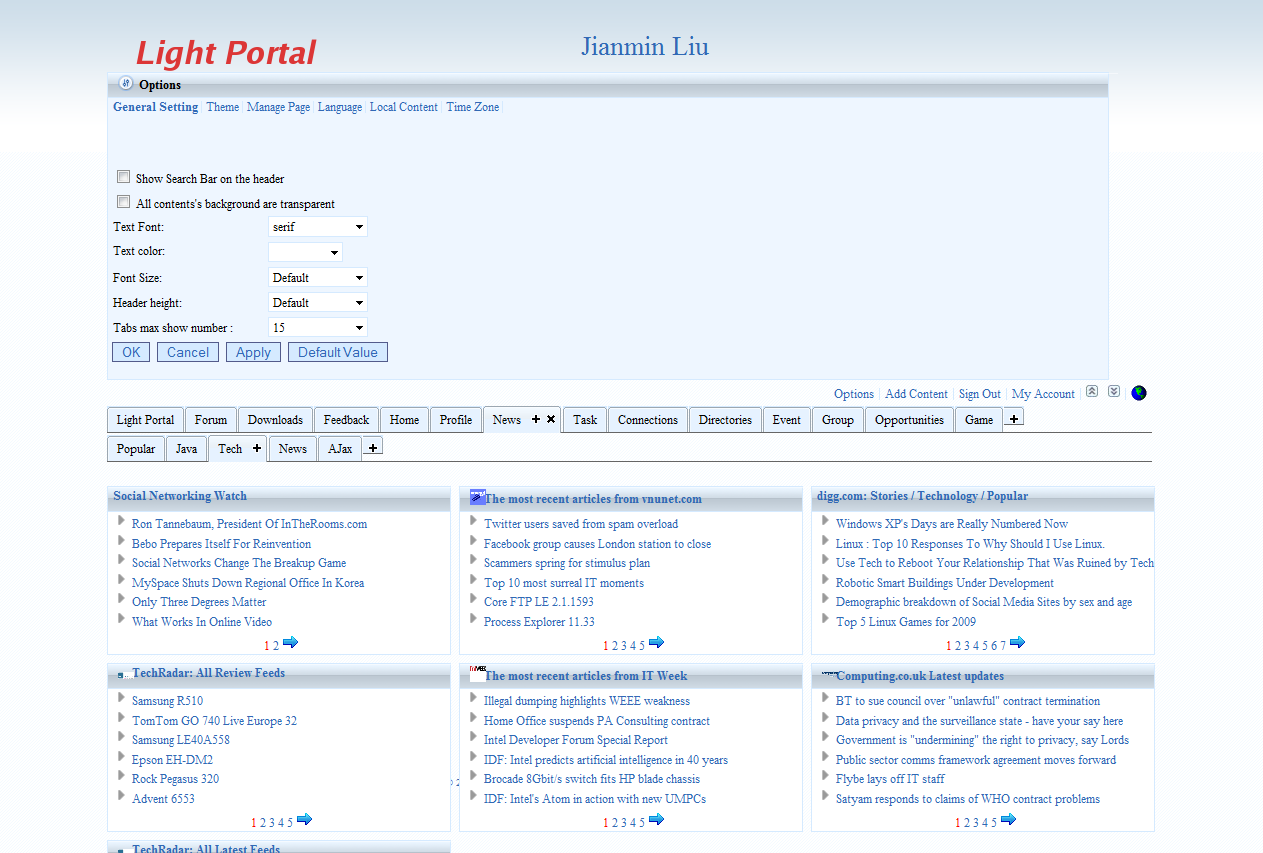 Light Portal
Jianmin Liu
Options
General Setting | Theme | Manage Page | Language | Local Content | Time Zone
Show Search Bar on the header
All contents's background are transparent
Text Font: serif
Text color:
Font Size: Default
Header height: Default
Tabs max show number : 15
OK Cancel Apply Default Value
Options | Add Content | Sign Out | My Account
Light Portal Forum Downloads Feedback Home Profile News Task Connections Directories Event Group Opportunities Game
Popular Java Tech News AJax
Social Networking Watch
Ron Tannebaum, President Of InTheRooms.com
Bebo Prepares Itself For Reinvention
Social Networks Change The Breakup Game
MySpace Shuts Down Regional Office In Korea
Only Three Degrees Matter
What Works In Online Video
1 2
The most recent articles from vnunet.com
Twitter users saved from spam overload
Facebook group causes London station to close
Scammers spring for stimulus plan
Top 10 most surreal IT moments
Core FTP LE 2.1.1593
Process Explorer 11.33
1 2 3 4 5
digg.com: Stories / Technology / Popular
Windows XP's Days are Really Numbered Now
Linux : Top 10 Responses To Why Should I Use Linux.
Use Tech to Reboot Your Relationship That Was Ruined by Tech
Robotic Smart Buildings Under Development
Demographic breakdown of Social Media Sites by sex and age
Top 5 Linux Games for 2009
1 2 3 4 5 6 7
TechRadar: All Review Feeds
Samsung R510
TomTom GO 740 Live Europe 32
Samsung LE40A558
Epson EH-DM2
Rock Pegasus 320
Advent 6553
1 2 3 4 5
The most recent articles from IT Week
Illegal dumping highlights WEEE weakness
Home Office suspends PA Consulting contract
Intel Developer Forum Special Report
IDF: Intel predicts artificial intelligence in 40 years
Brocade 8Gbit/s switch fits HP blade chassis
IDF: Intel's Atom in action with new UMPCs
1 2 3 4 5
Computing.co.uk Latest updates
BT to sue council over "unlawful" contract termination
Data privacy and the surveillance state - have your say here
Government is "undermining" the right to privacy, say Lords
Public sector comms framework agreement moves forward
Flybe lays off IT staff
Satyam responds to claims of WHO contract problems
1 2 3 4 5
TechRadar: All Latest Feeds